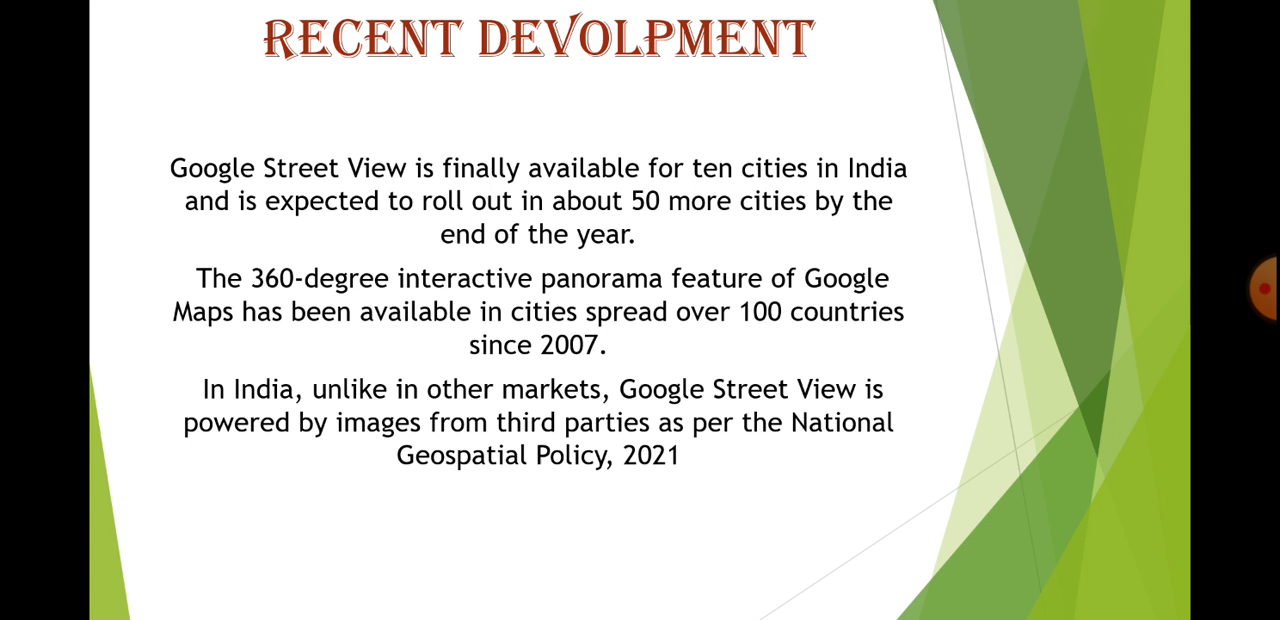 RECENT DEVOLPMENT
Google Street View is finally available for ten cities in India
and is expected to roll out in about 50 more cities by the
end of the year.
The 360-degree interactive panorama feature of Google
Maps has been available in cities spread over 100 countries
since 2007.
In India, unlike in other markets, Google Street View is
powered by images from third parties as per the National
Geospatial Policy, 2021